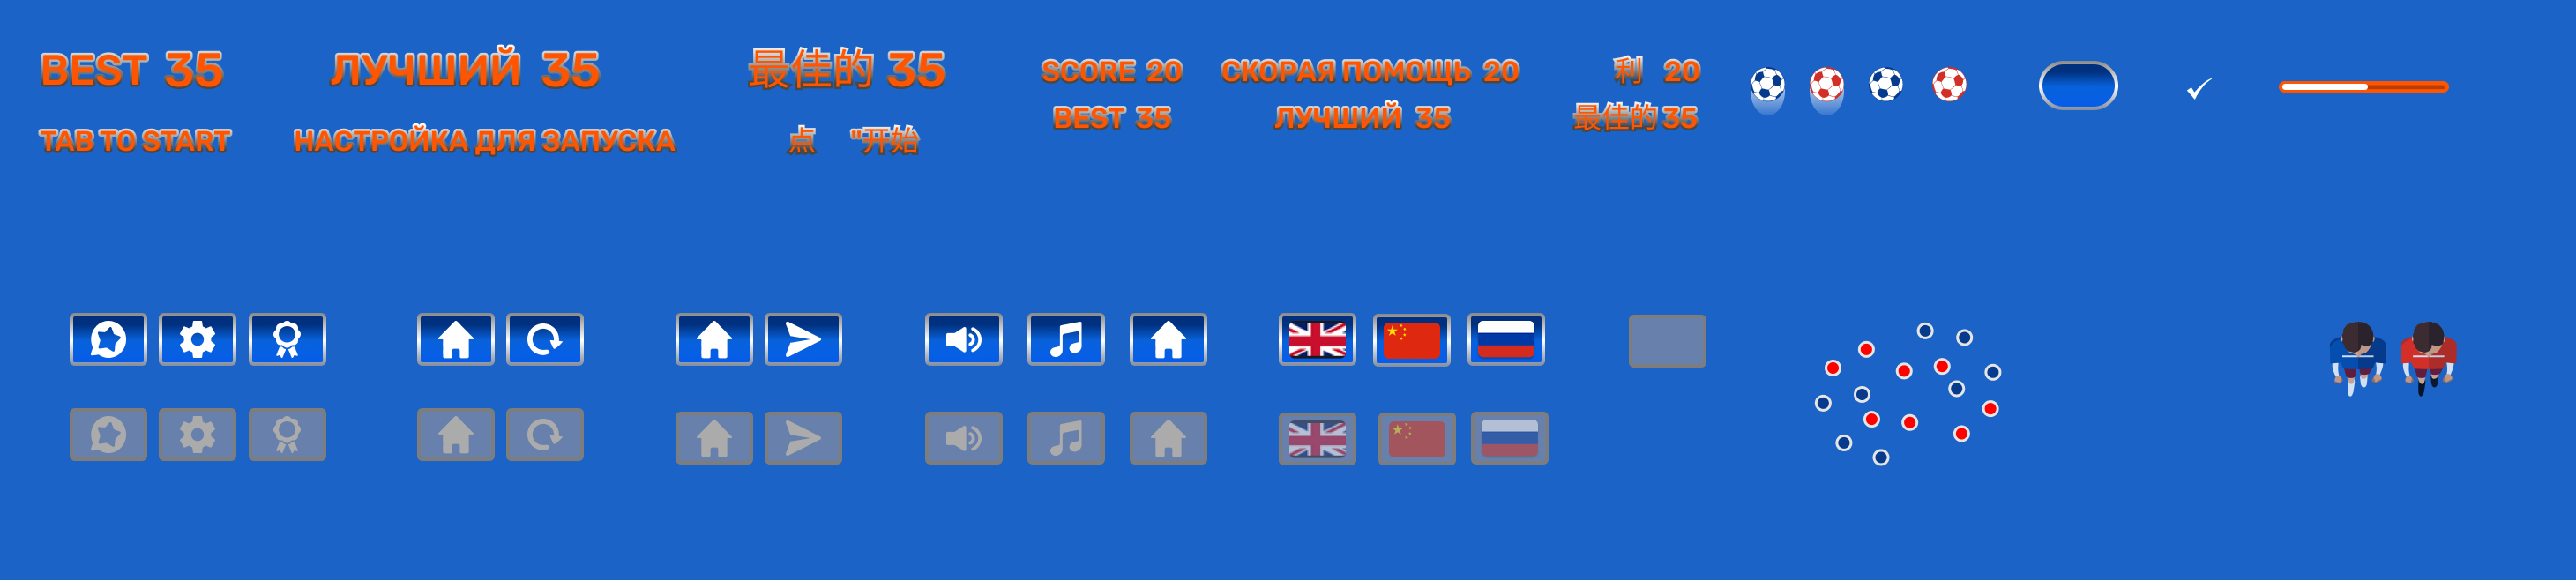 BEST 35
TAB TO START
ЛУЧШИЙ 35
НАСТРОЙКА ДЛЯ ЗАПУСКА
最佳的 35
点 "开始
SCORE 20
BEST 35
СКОРАЯ ПОМОЩЬ 20
ЛУЧШИЙ 35
利 20
最佳的 35